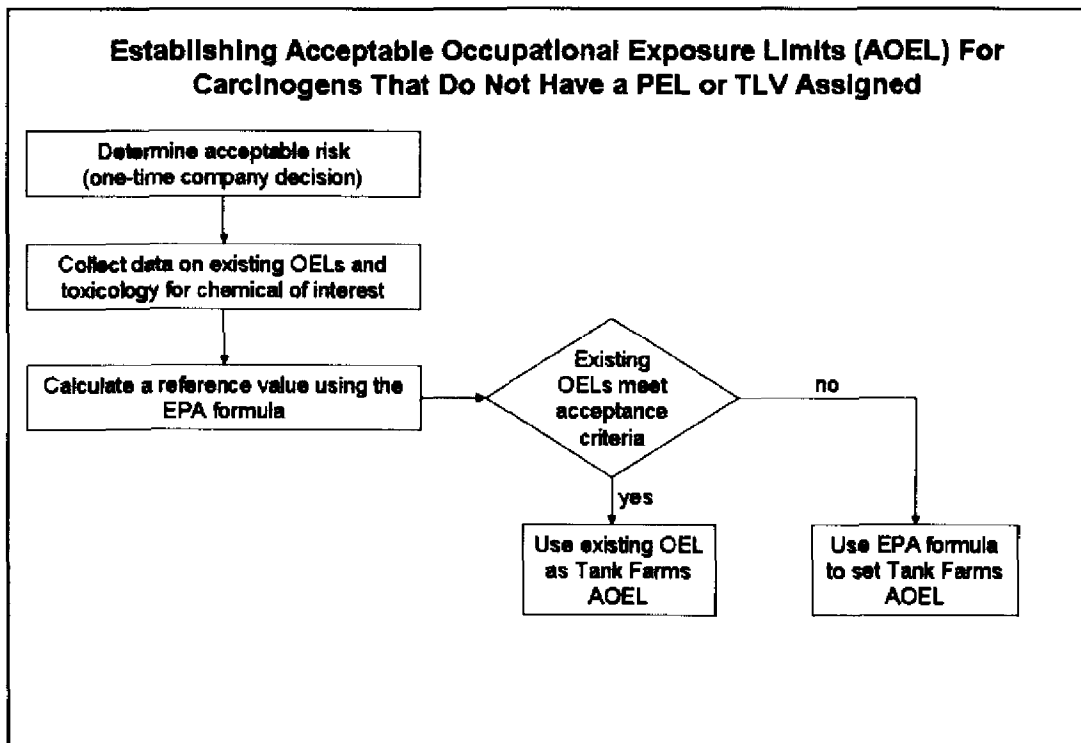 Establishing Acceptable Occupational Exposure Limits (AOEL) For
Carcinogens That Do Not Have a PEL or TLV Assigned
Determine acceptable risk
(one-time company decision)
Collect data on existing OELs and
toxicology for chemical of interest
Calculate a reference value using the
EPA formula
Existing
OELs meet
acceptance
criteria
no
yes
Use existing OEL
as Tank Farms
AOEL
Use EPA formula
to set Tank Farms
AOEL